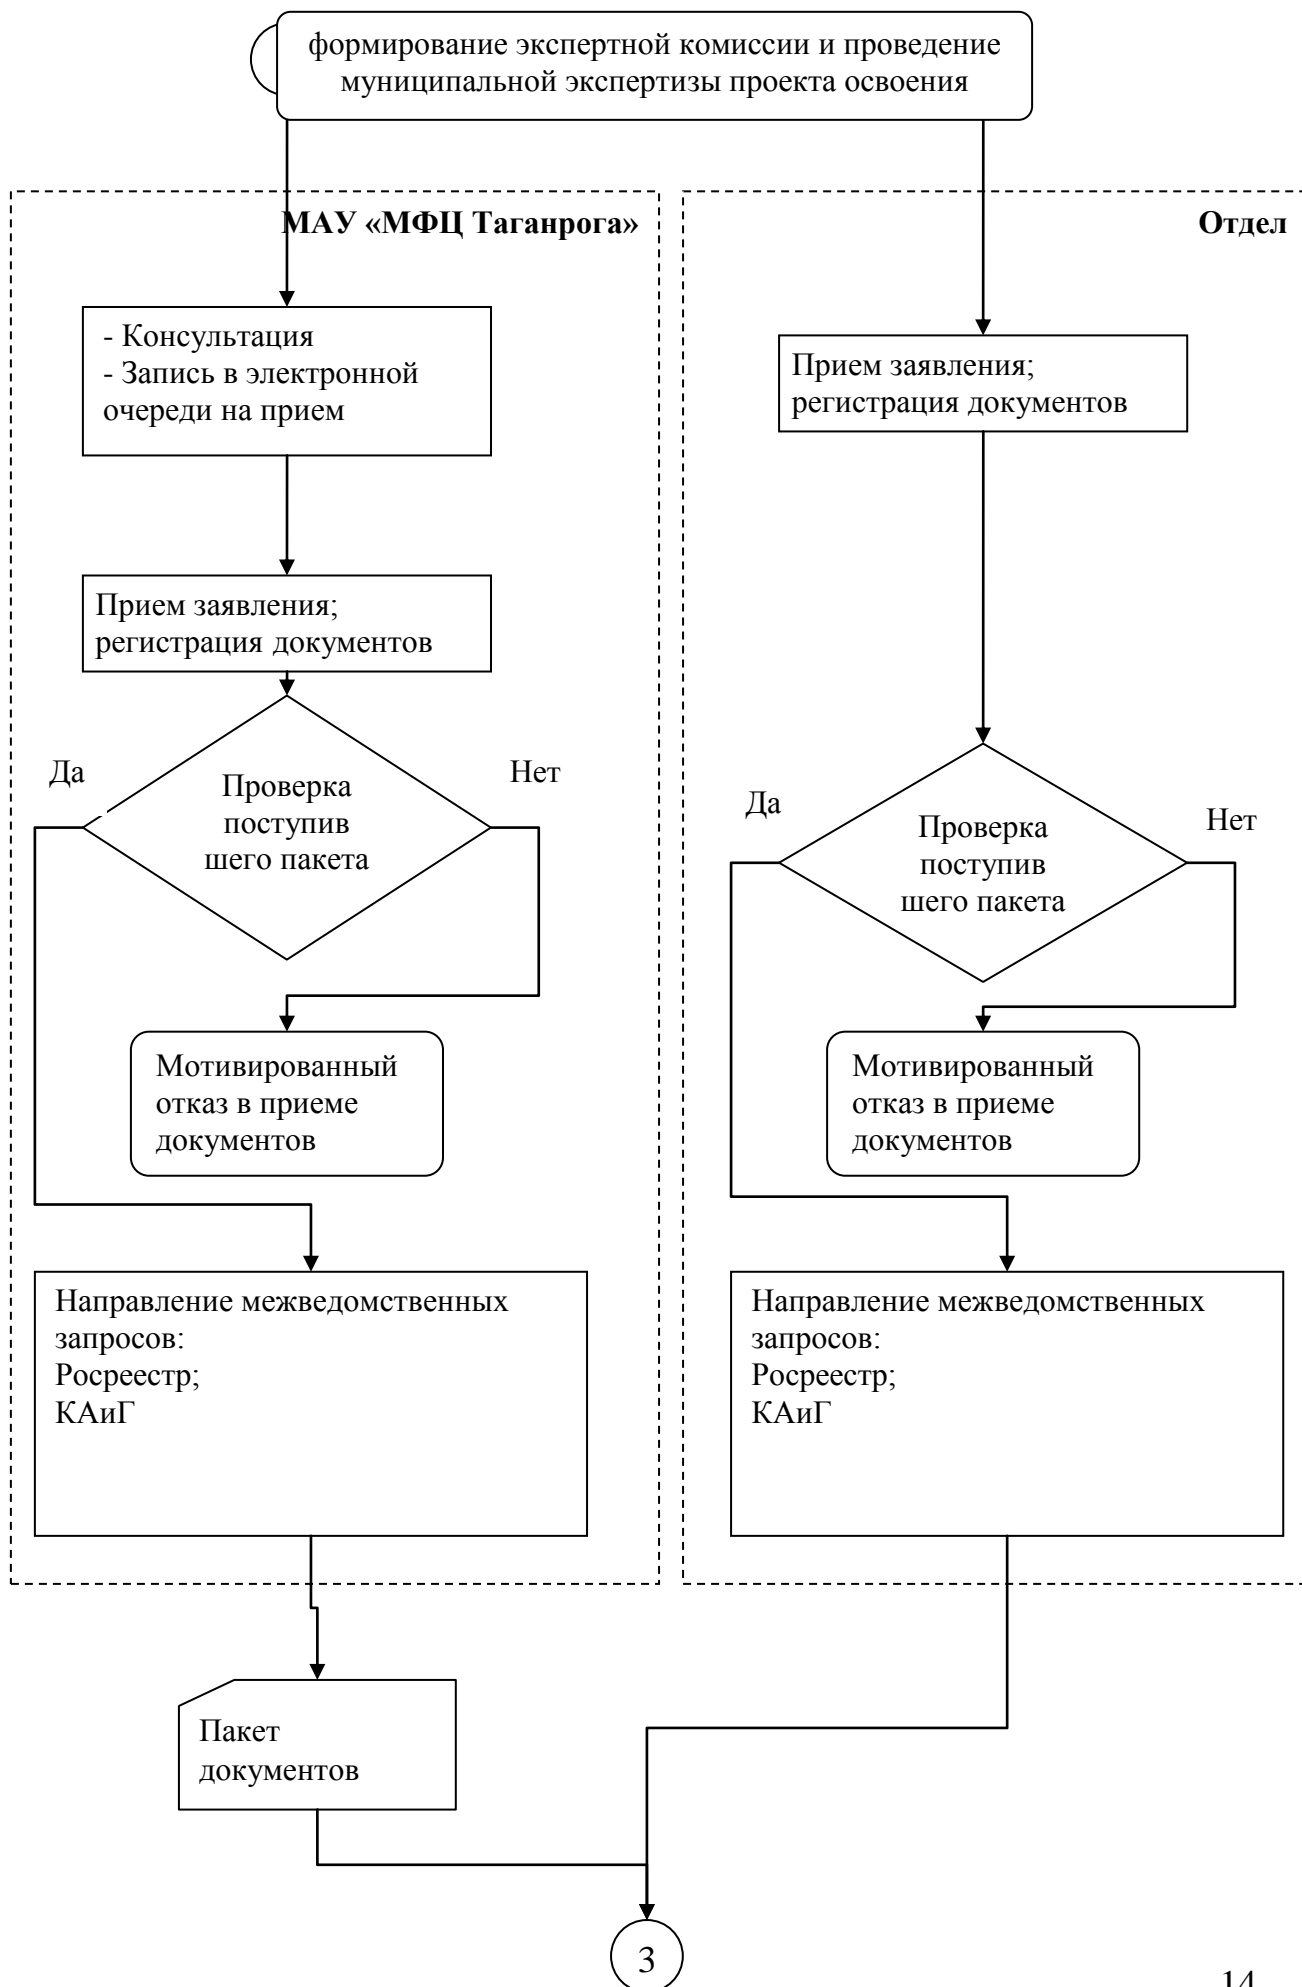 формирование экспертной комиссии и проведение
муниципальной экспертизы проекта освоения
МАУ «МФЦ Таганрога»
Отдел
- Консультация
- Запись в электронной
очереди на прием
Прием заявления;
регистрация документов
Прием заявления;
регистрация документов
Да
Проверка
поступив
шего пакета
Нет
Да
Проверка
поступив
шего пакета
Нет
Мотивированный
отказ в приеме
документов
Мотивированный
отказ в приеме
документов
Направление межведомственных
запросов:
Росреестр;
КАиГ
Направление межведомственных
запросов:
Росреестр;
КАиГ
Пакет
документов
3
14